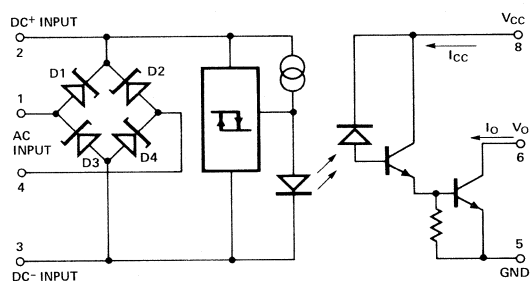 DC+ INPUT
2
D1
D2
1
AC
INPUT
D3
D4
4
3
DC- INPUT
VCC
8
ICC
IO
VO
6
5
GND